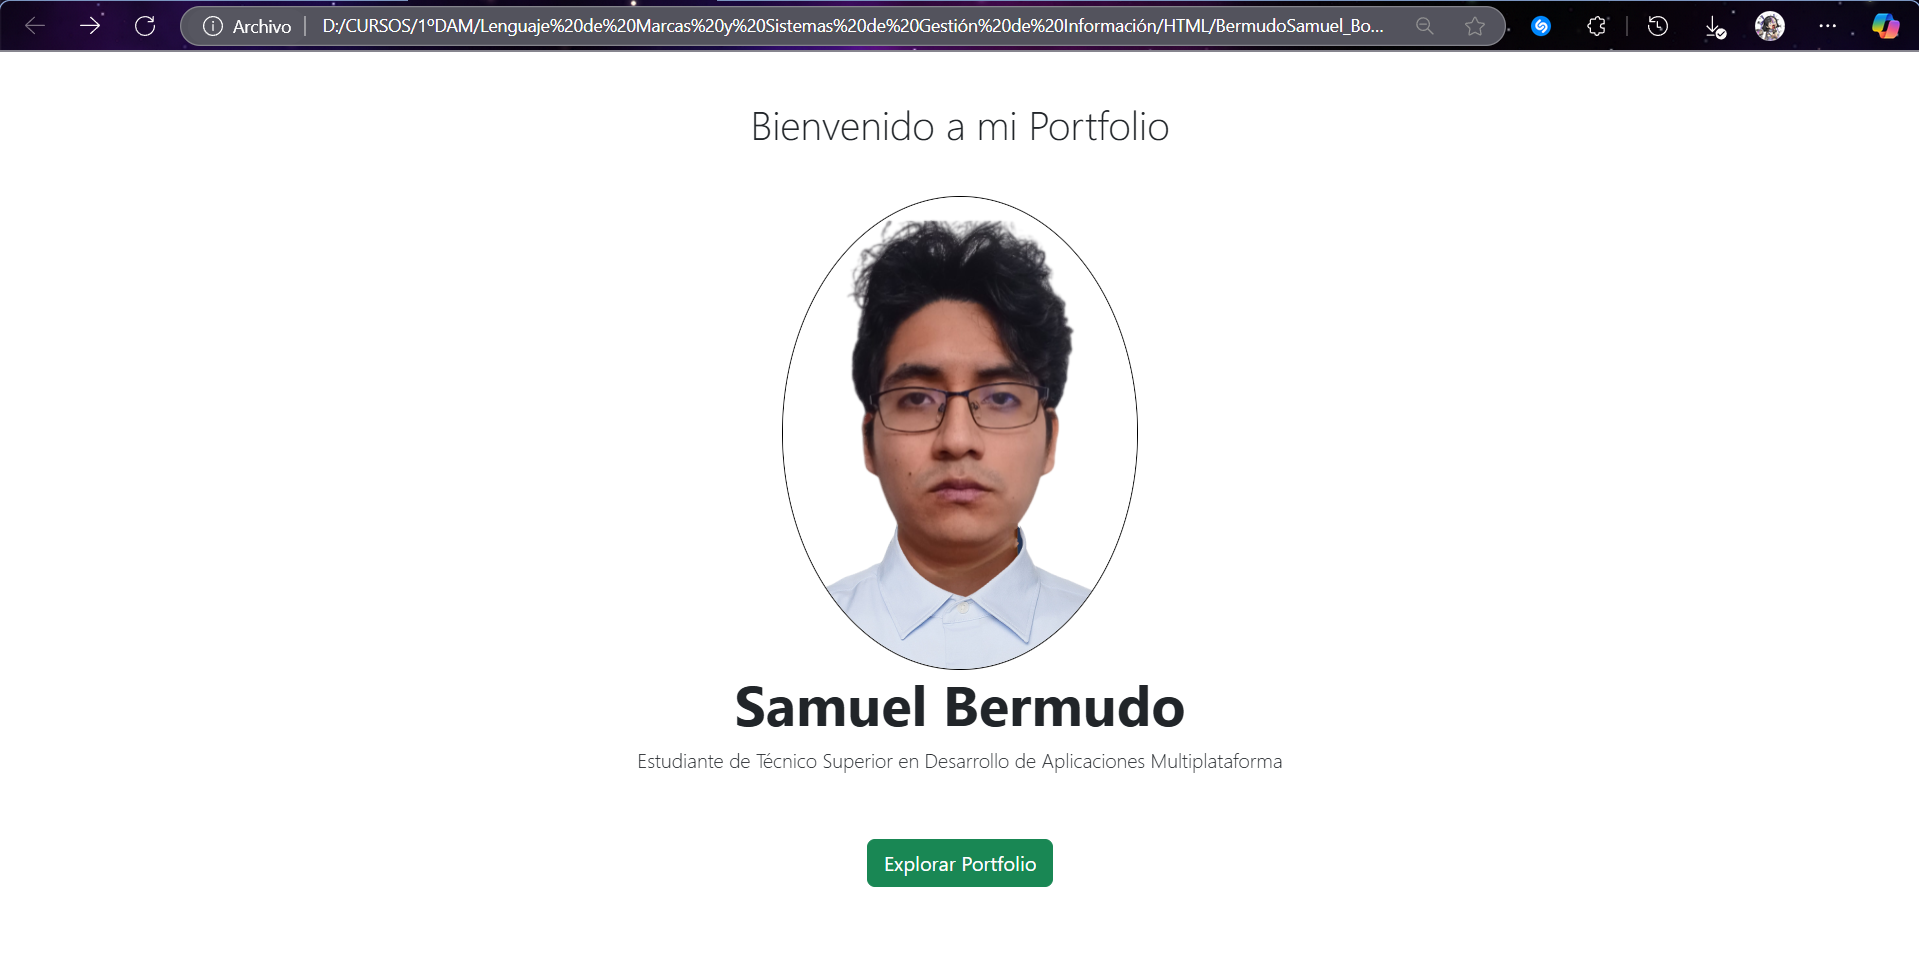 Archivo D:/CURSOS/1ºDAM/Lenguaje%20de%20Marcas%20y%20Sistemas%20de%20Gestión%20de%20Información/HTML/BermudoSamuel_Bo...
Bienvenido a mi Portfolio
Samuel Bermudo
Estudiante de Técnico Superior en Desarrollo de Aplicaciones Multiplataforma
Explorar Portfolio